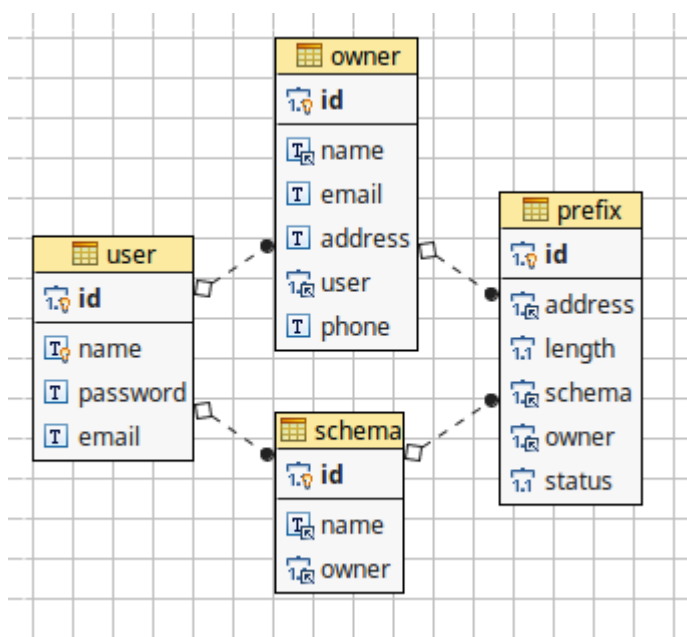 owner
id
name
email
address
user
phone
user
id
name
password
email
schema
id
name
owner
prefix
id
address
length
schema
owner
status